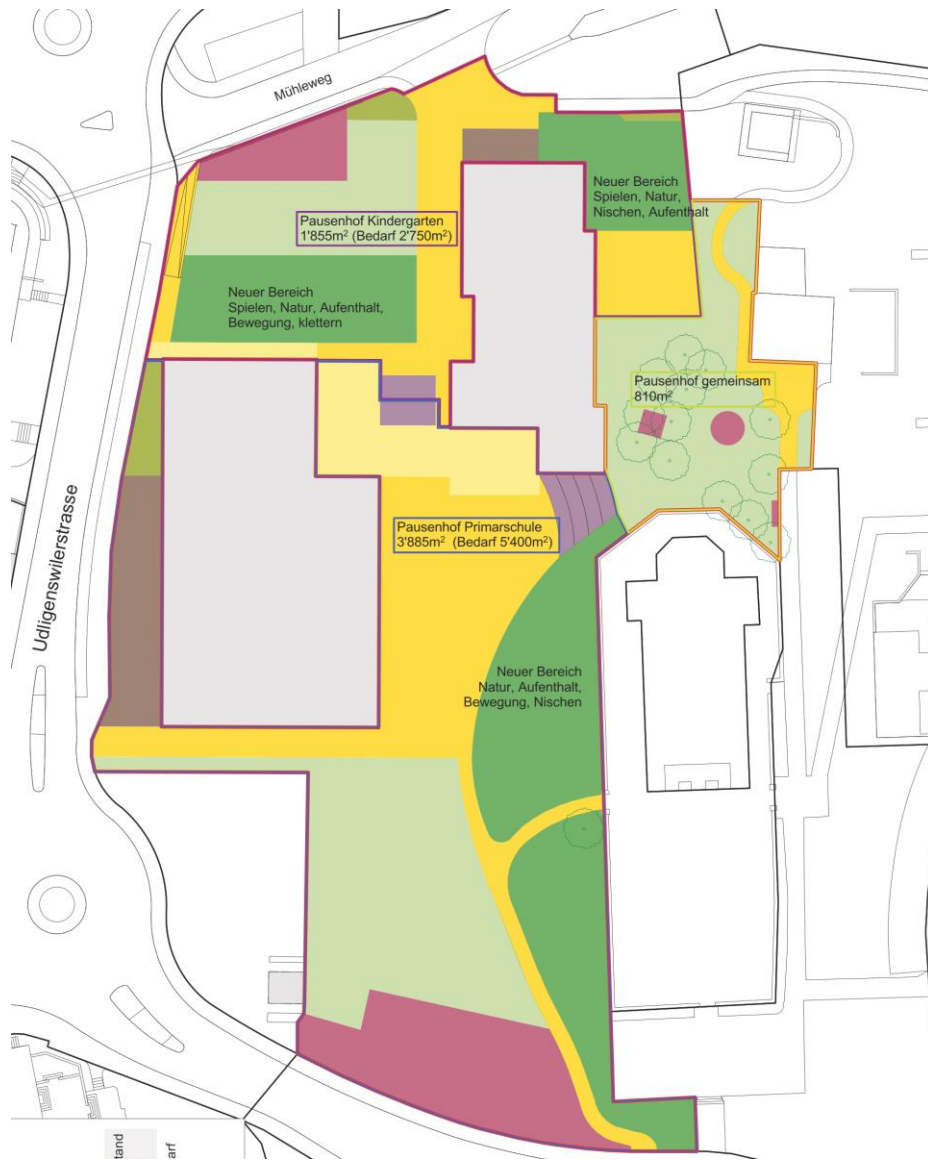 Mühleweg
Neuer Bereich
Spielen, Natur,
Nischen, Aufenthalt
Pausenhof Kindergarten
1'855m² (Bedarf 2'750m²)
Neuer Bereich
Spielen, Natur, Aufenthalt,
Bewegung, klettern
Pausenhof gemeinsam
810m²
Pausenhof Primarschule
3'885m² (Bedarf 5'400m²)
Udligenswilerstrasse
Neuer Bereich
Natur, Aufenthalt,
Bewegung, Nischen
tand
arf